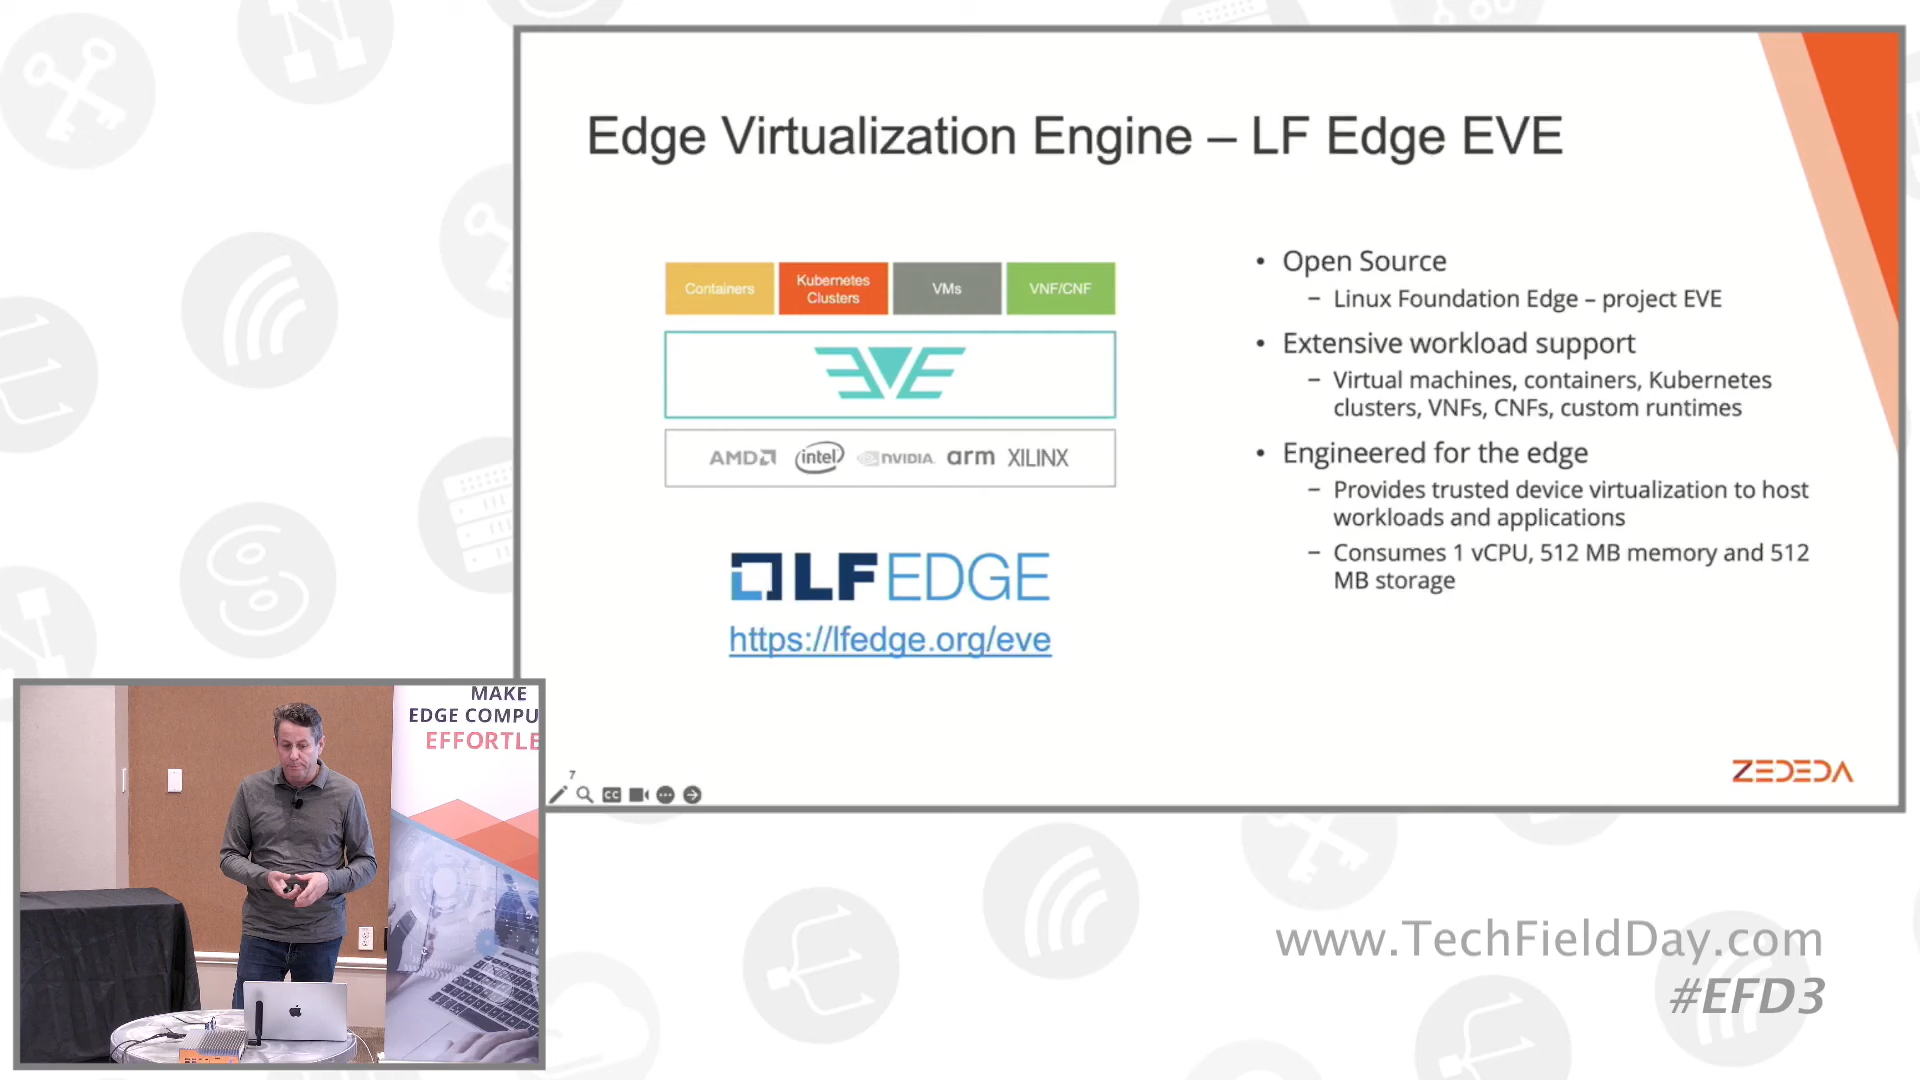 Edge Virtualization Engine – LF Edge EVE
Containers
Kubernetes
Clusters
VMs
VNF/CNF
EVE
AMD
intel
NVIDIA
arm
XILINX
LF EDGE
https://lfedge.org/eve
• Open Source
– Linux Foundation Edge – project EVE
• Extensive workload support
– Virtual machines, containers, Kubernetes
clusters, VNFs, CNFs, custom runtimes
• Engineered for the edge
– Provides trusted device virtualization to host
workloads and applications
– Consumes 1 vCPU, 512 MB memory and 512
MB storage
7
CC
ZEDEDA
MAKE
EDGE COMPU
EFFORTLE
www.TechFieldDay.com
#EFD3